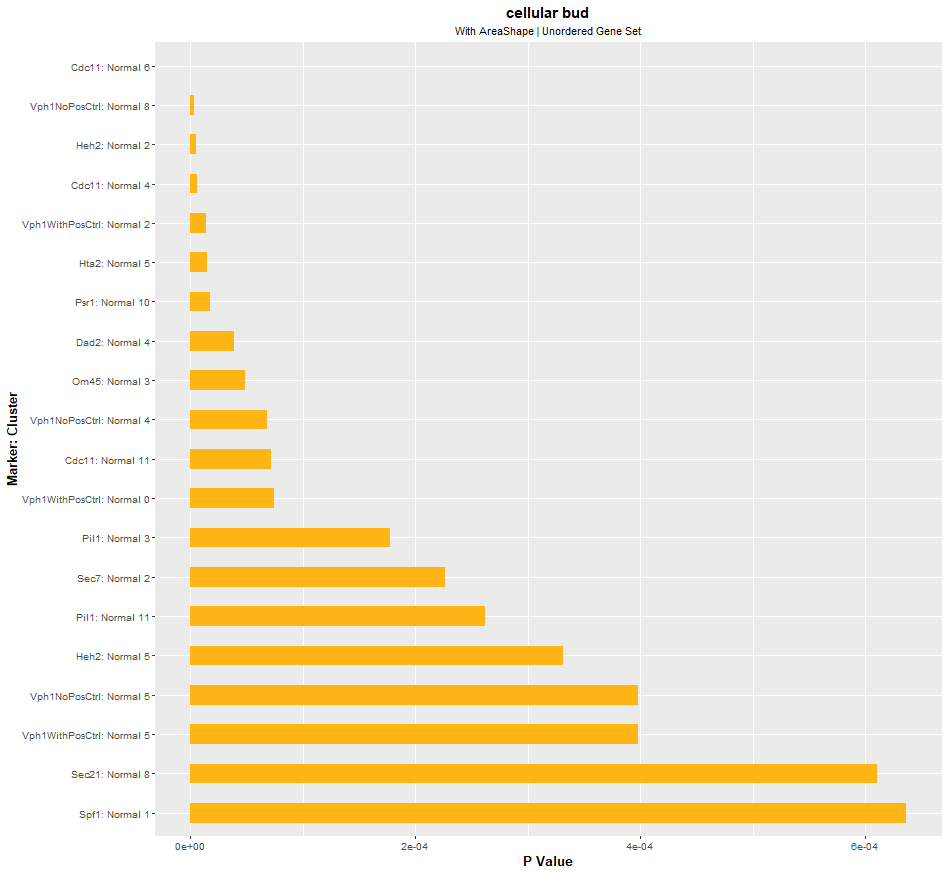 cellular bud
With AreaShape | Unordered Gene Set
Marker: Cluster
Cdc11: Normal 6
Vph1NoPosCtrl: Normal 8
Heh2: Normal 2
Cdc11: Normal 4
Vph1WithPosCtrl: Normal 2
Hta2: Normal 5
Psr1: Normal 10
Dad2: Normal 4
Om45: Normal 3
Vph1NoPosCtrl: Normal 4
Cdc11: Normal 11
Vph1WithPosCtrl: Normal 0
Pil1: Normal 3
Sec7: Normal 2
Pil1: Normal 11
Heh2: Normal 5
Vph1NoPosCtrl: Normal 5
Vph1WithPosCtrl: Normal 5
Sec21: Normal 8
Spf1: Normal 1
0e+00 2e-04 4e-04 6e-04
P Value